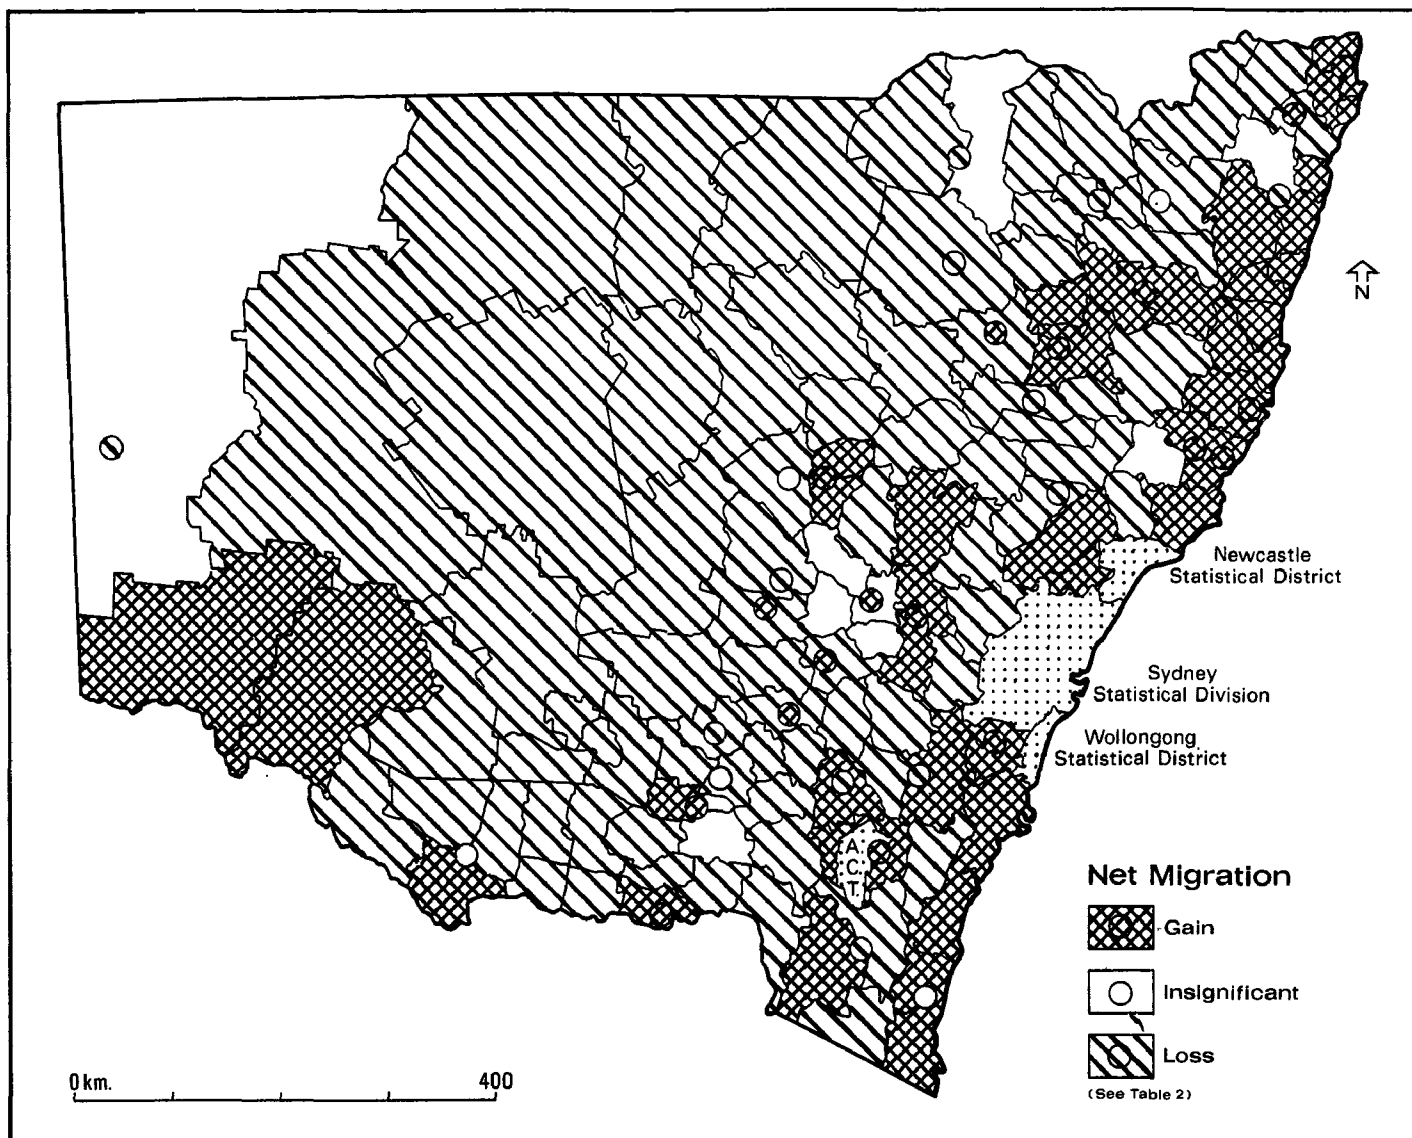 N
Newcastle
Statistical District
Sydney
Statistical Division
Wollongong
Statistical District
A.
C.
T.
Net Migration
Gain
Insignificant
Loss
(See Table 2)
0 km.
400